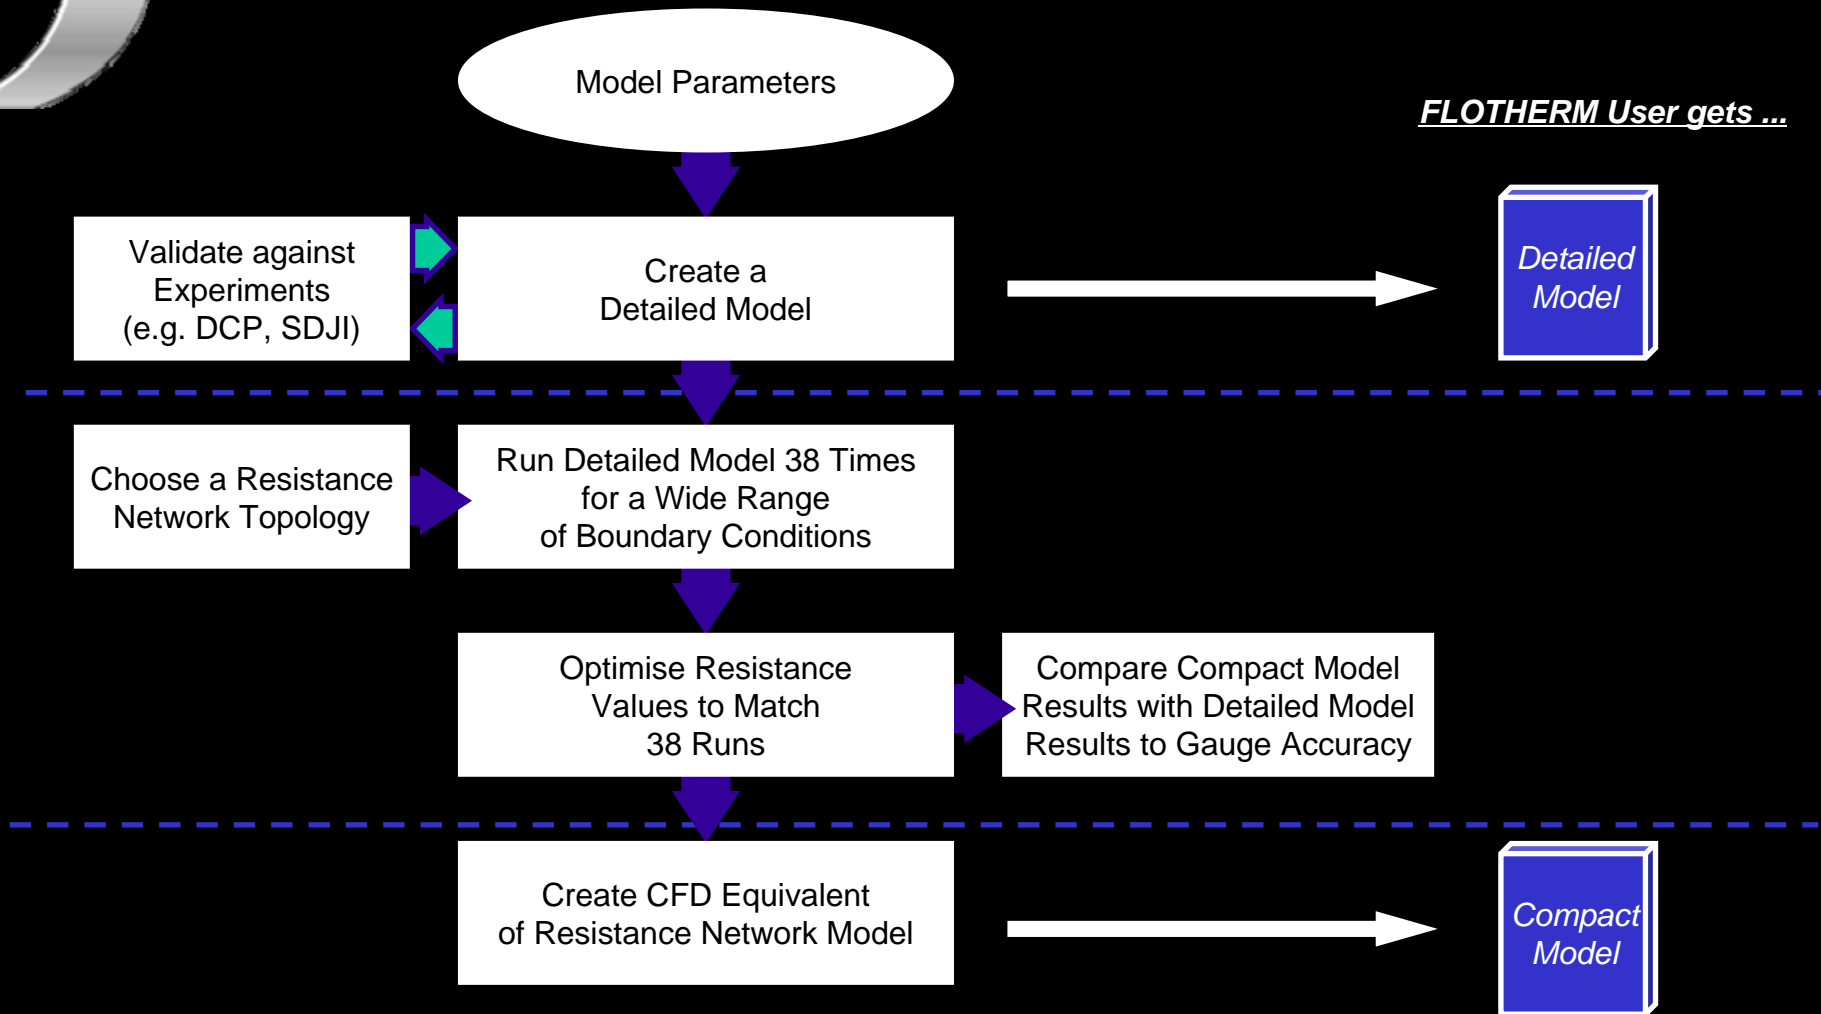 Model Parameters
FLOTHERM User gets ...
Validate against
Experiments
(e.g. DCP, SDJI)
Create a
Detailed Model
Detailed
Model
Choose a Resistance
Network Topology
Run Detailed Model 38 Times
for a Wide Range
of Boundary Conditions
Optimise Resistance
Values to Match
38 Runs
Compare Compact Model
Results with Detailed Model
Results to Gauge Accuracy
Create CFD Equivalent
of Resistance Network Model
Compact
Model